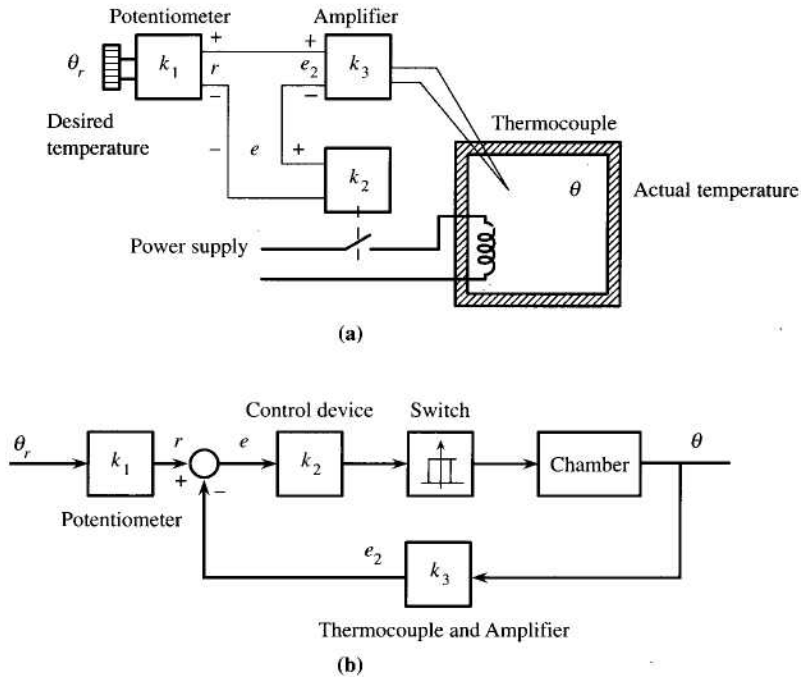 Potentiometer
Amplifier
θr
k1
+
r
−
+
e2
−
k3
Desired
temperature
−
e
+
k2
Thermocouple
θ
Actual temperature
Power supply
(a)
Control device
Switch
θr
k1
r
+
−
e
k2
Chamber
θ
Potentiometer
e2
k3
Thermocouple and Amplifier
(b)